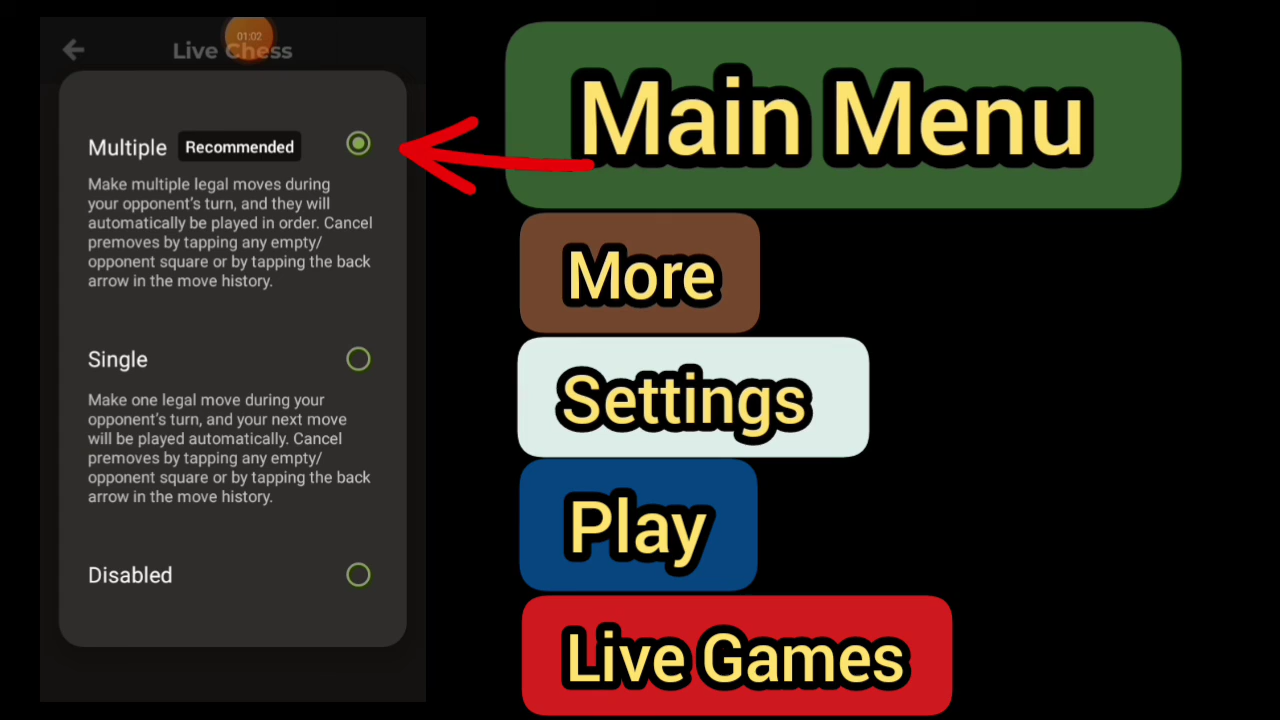 01:02
Live Chess
Multiple Recommended
Make multiple legal moves during
your opponent's turn, and they will
automatically be played in order. Cancel
premoves by tapping any empty/
opponent square or by tapping the back
arrow in the move history.
Single
Make one legal move during your
opponent's turn, and your next move
will be played automatically. Cancel
premoves by tapping any empty/
opponent square or by tapping the back
arrow in the move history.
Disabled
Main Menu
More
Settings
Play
Live Games